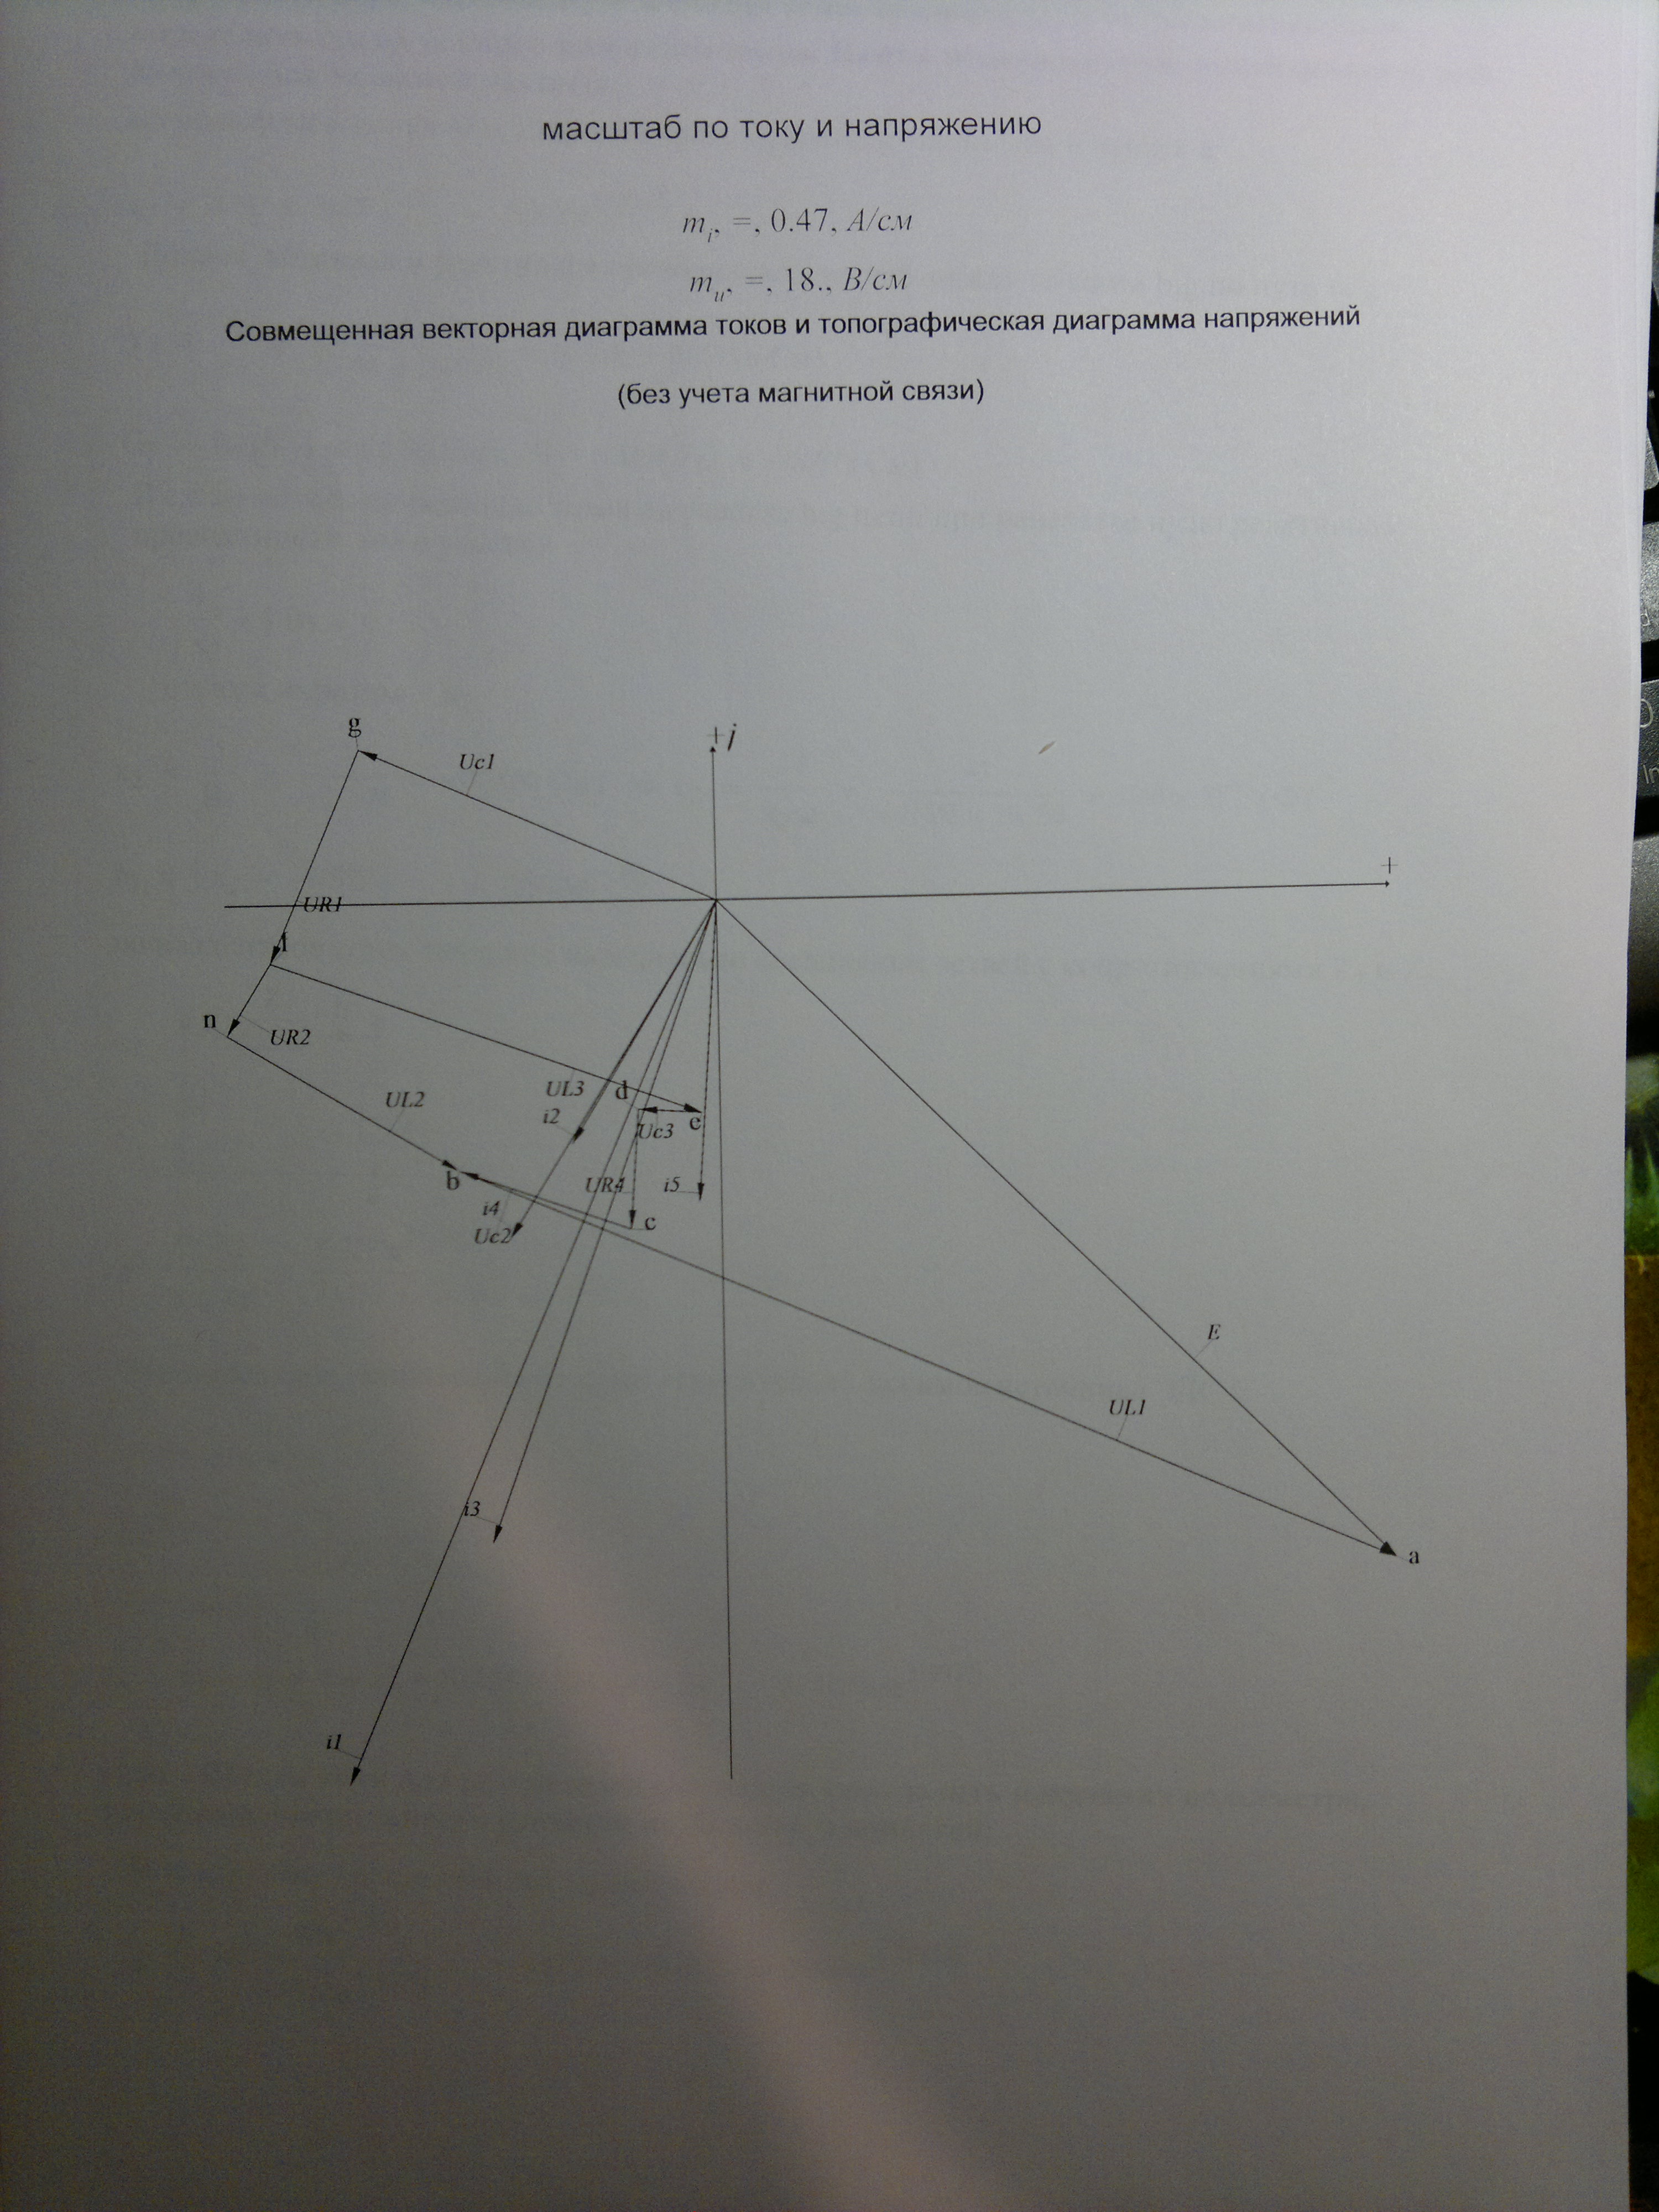 масштаб по току и напряжению
m_i, =, 0.47, А/см
m_u, =, 18., В/см
Совмещенная векторная диаграмма токов и топографическая диаграмма напряжений
(без учета магнитной связи)
g
Uc1
+j
+
UR1
f
n
UR2
UL3
d
i2
UL2
Uc3
e
b
UR4
i5
i4
c
Uc2
E
UL1
i3
a
i1